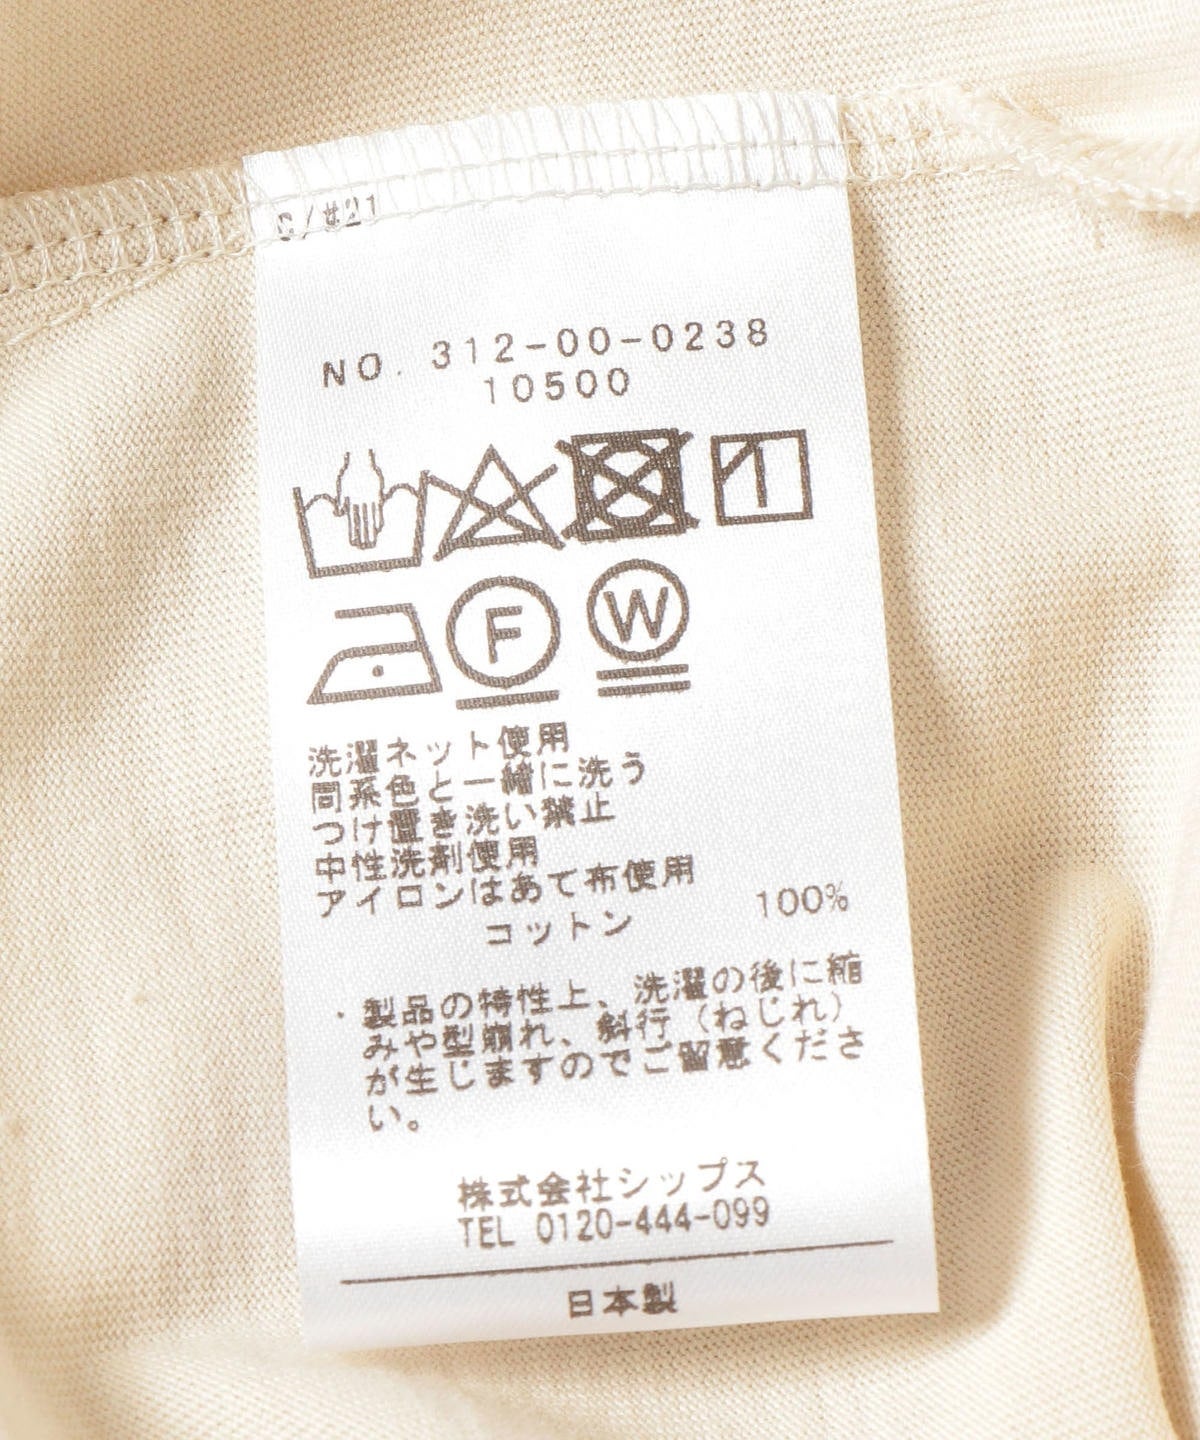 C/#21
NO. 312-00-0238
10500
F
W
洗濯ネット使用
同系色と一緒に洗う
つけ置き洗い禁止
中性洗剤使用
アイロンはあて布使用
コットン 100%
・製品の特性上、洗濯の後に縮
みや型崩れ、斜行（ねじれ）
が生じますのでご留意くださ
い。
株式会社シップス
TEL 0120-444-099
日本製